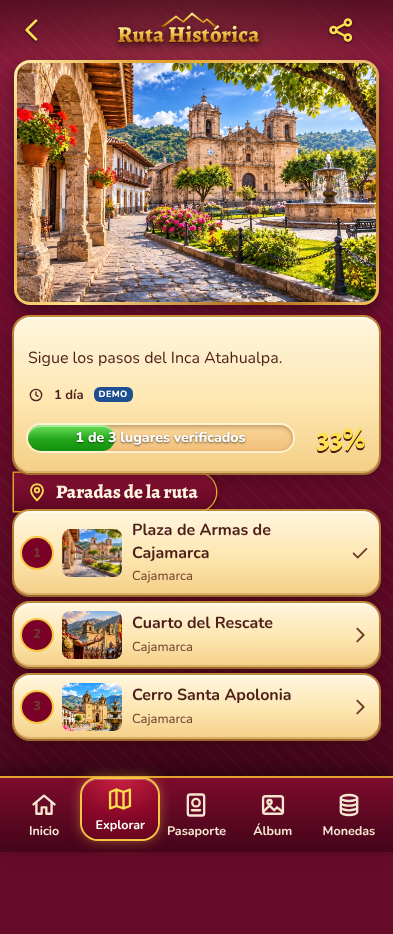 Ruta Histórica
Sigue los pasos del Inca Atahualpa.
1 día DEMO
1 de 3 lugares verificados 33%
Paradas de la ruta
1
Plaza de Armas de
Cajamarca
Cajamarca
2
Cuarto del Rescate
Cajamarca
3
Cerro Santa Apolonia
Cajamarca
Inicio Explorar Pasaporte Álbum Monedas